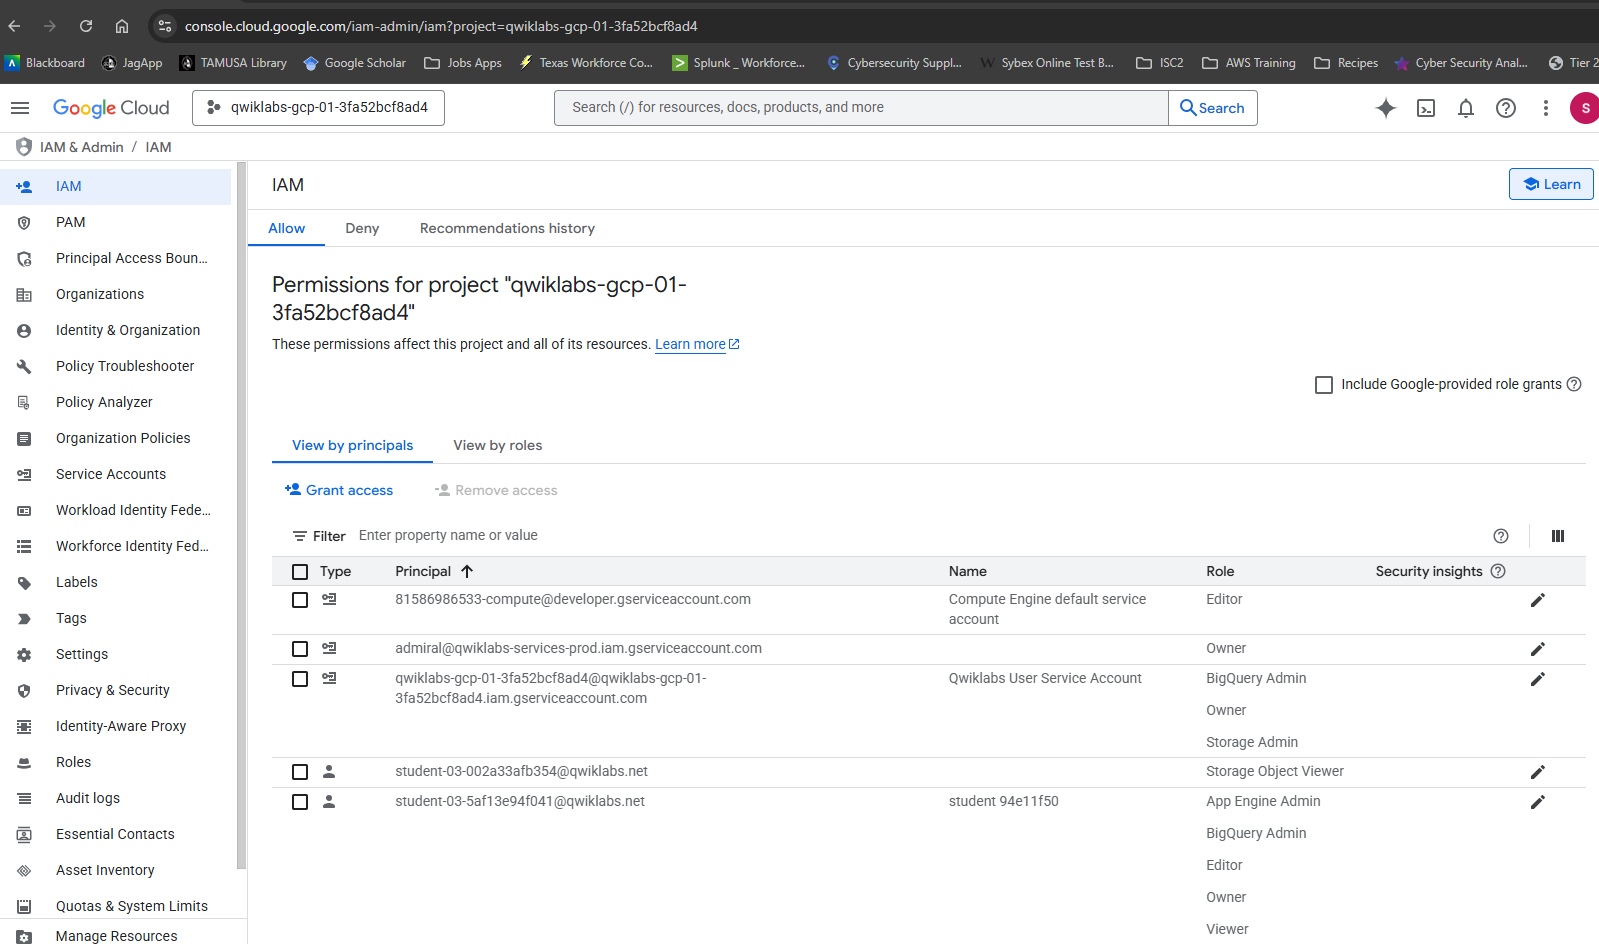 console.cloud.google.com/iam-admin/iam?project=qwiklabs-gcp-01-3fa52bcf8ad4
Blackboard JagApp TAMUSA Library Google Scholar Jobs Apps Texas Workforce Co... Splunk _ Workforce... Cybersecurity Suppl... Sybex Online Test B... ISC2 AWS Training Recipes Cyber Security Anal... Tier 2
Google Cloud qwiklabs-gcp-01-3fa52bcf8ad4 Search (/) for resources, docs, products, and more Search S
IAM & Admin / IAM
IAM
PAM
Principal Access Boun...
Organizations
Identity & Organization
Policy Troubleshooter
Policy Analyzer
Organization Policies
Service Accounts
Workload Identity Fede...
Workforce Identity Fed...
Labels
Tags
Settings
Privacy & Security
Identity-Aware Proxy
Roles
Audit logs
Essential Contacts
Asset Inventory
Quotas & System Limits
Manage Resources
IAM Learn
Allow Deny Recommendations history
Permissions for project "qwiklabs-gcp-01-
3fa52bcf8ad4"
These permissions affect this project and all of its resources. Learn more
Include Google-provided role grants
View by principals View by roles
Grant access Remove access
Filter Enter property name or value
Type Principal Name Role Security insights
81586986533-compute@developer.gserviceaccount.com Compute Engine default service Editor
account
admiral@qwiklabs-services-prod.iam.gserviceaccount.com Owner
qwiklabs-gcp-01-3fa52bcf8ad4@qwiklabs-gcp-01- Qwiklabs User Service Account BigQuery Admin
3fa52bcf8ad4.iam.gserviceaccount.com
Owner
Storage Admin
student-03-002a33afb354@qwiklabs.net Storage Object Viewer
student-03-5af13e94f041@qwiklabs.net student 94e11f50 App Engine Admin
BigQuery Admin
Editor
Owner
Viewer